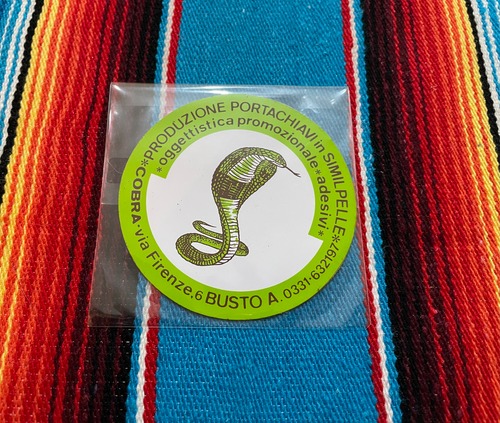 *PRODUZIONE PORTACHIAVI in SIMILPELLE*
*oggettistica promozionale*adesivi*
COBRA·via Firenze,6 BUSTO A. 0331-632197